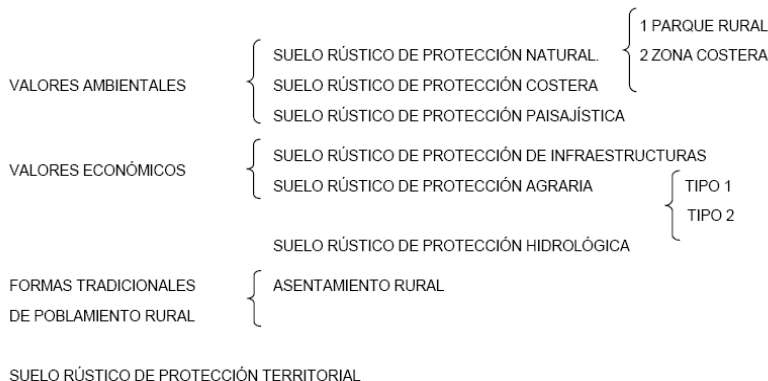 1 PARQUE RURAL
SUELO RÚSTICO DE PROTECCIÓN NATURAL.
2 ZONA COSTERA
VALORES AMBIENTALES
SUELO RÚSTICO DE PROTECCIÓN COSTERA
SUELO RÚSTICO DE PROTECCIÓN PAISAJÍSTICA
SUELO RÚSTICO DE PROTECCIÓN DE INFRAESTRUCTURAS
VALORES ECONÓMICOS
SUELO RÚSTICO DE PROTECCIÓN AGRARIA
TIPO 1
TIPO 2
SUELO RÚSTICO DE PROTECCIÓN HIDROLÓGICA
FORMAS TRADICIONALES
DE POBLAMIENTO RURAL
ASENTAMIENTO RURAL
SUELO RÚSTICO DE PROTECCIÓN TERRITORIAL